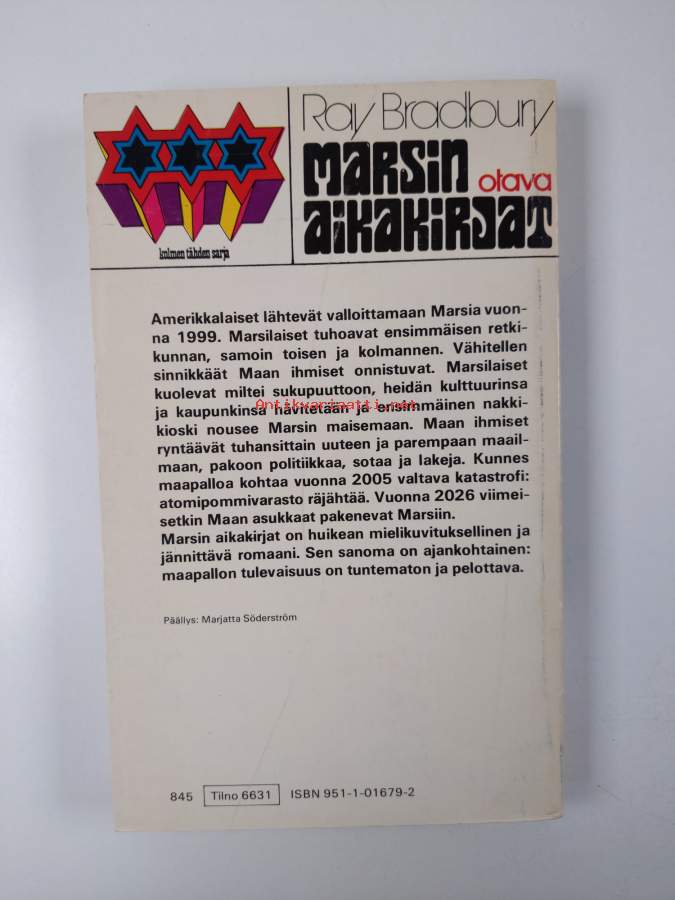 Ray Bradbury
MARSIN otava
AIKAKIRJAT
kolmen tähden sarja
Amerikkalaiset lähtevät valloittamaan Marsia vuon-
na 1999. Marsilaiset tuhoavat ensimmäisen retki-
kunnan, samoin toisen ja kolmannen. Vähitellen
sinnikkäät Maan ihmiset onnistuvat. Marsilaiset
kuolevat miltei sukupuuttoon, heidän kulttuurinsa
ja kaupunkinsa hävitetään ja ensimmäinen nakki-
Antikvariaatti.net
kioski nousee Marsin maisemaan. Maan ihmiset
ryntäävät tuhansittain uuteen ja parempaan maail-
maan, pakoon politiikkaa, sotaa ja lakeja. Kunnes
maapalloa kohtaa vuonna 2005 valtava katastrofi:
atomipommivarasto räjähtää. Vuonna 2026 viimei-
setkin Maan asukkaat pakenevat Marsiin.
Marsin aikakirjat on huikean mielikuvituksellinen ja
jännittävä romaani. Sen sanoma on ajankohtainen:
maapallon tulevaisuus on tuntematon ja pelottava.
Päällys: Marjatta Söderström
845 Tilno 6631 ISBN 951-1-01679-2